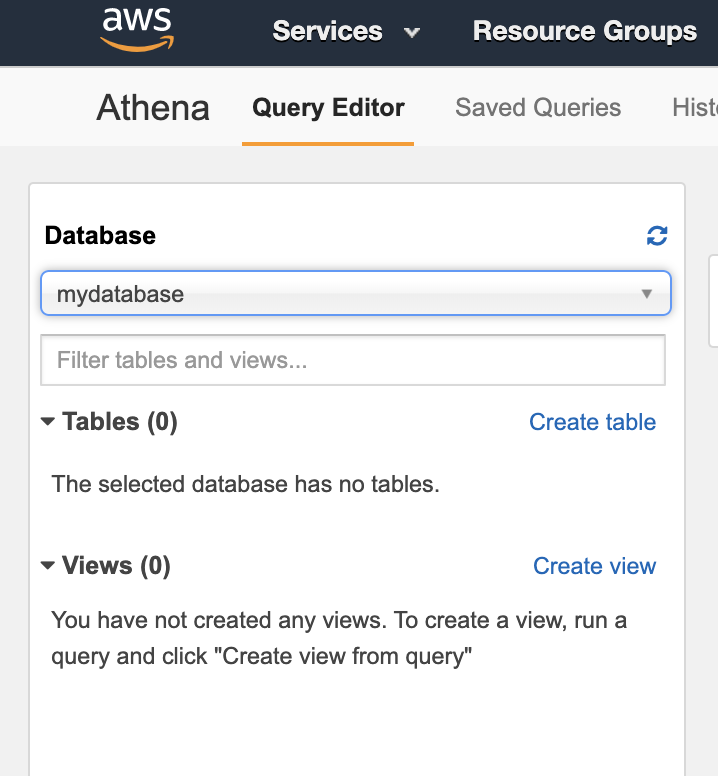 aws Services Resource Groups
Athena Query Editor Saved Queries
Database
mydatabase
Filter tables and views...
Tables (0) Create table
The selected database has no tables.
Views (0) Create view
You have not created any views. To create a view, run a
query and click "Create view from query"